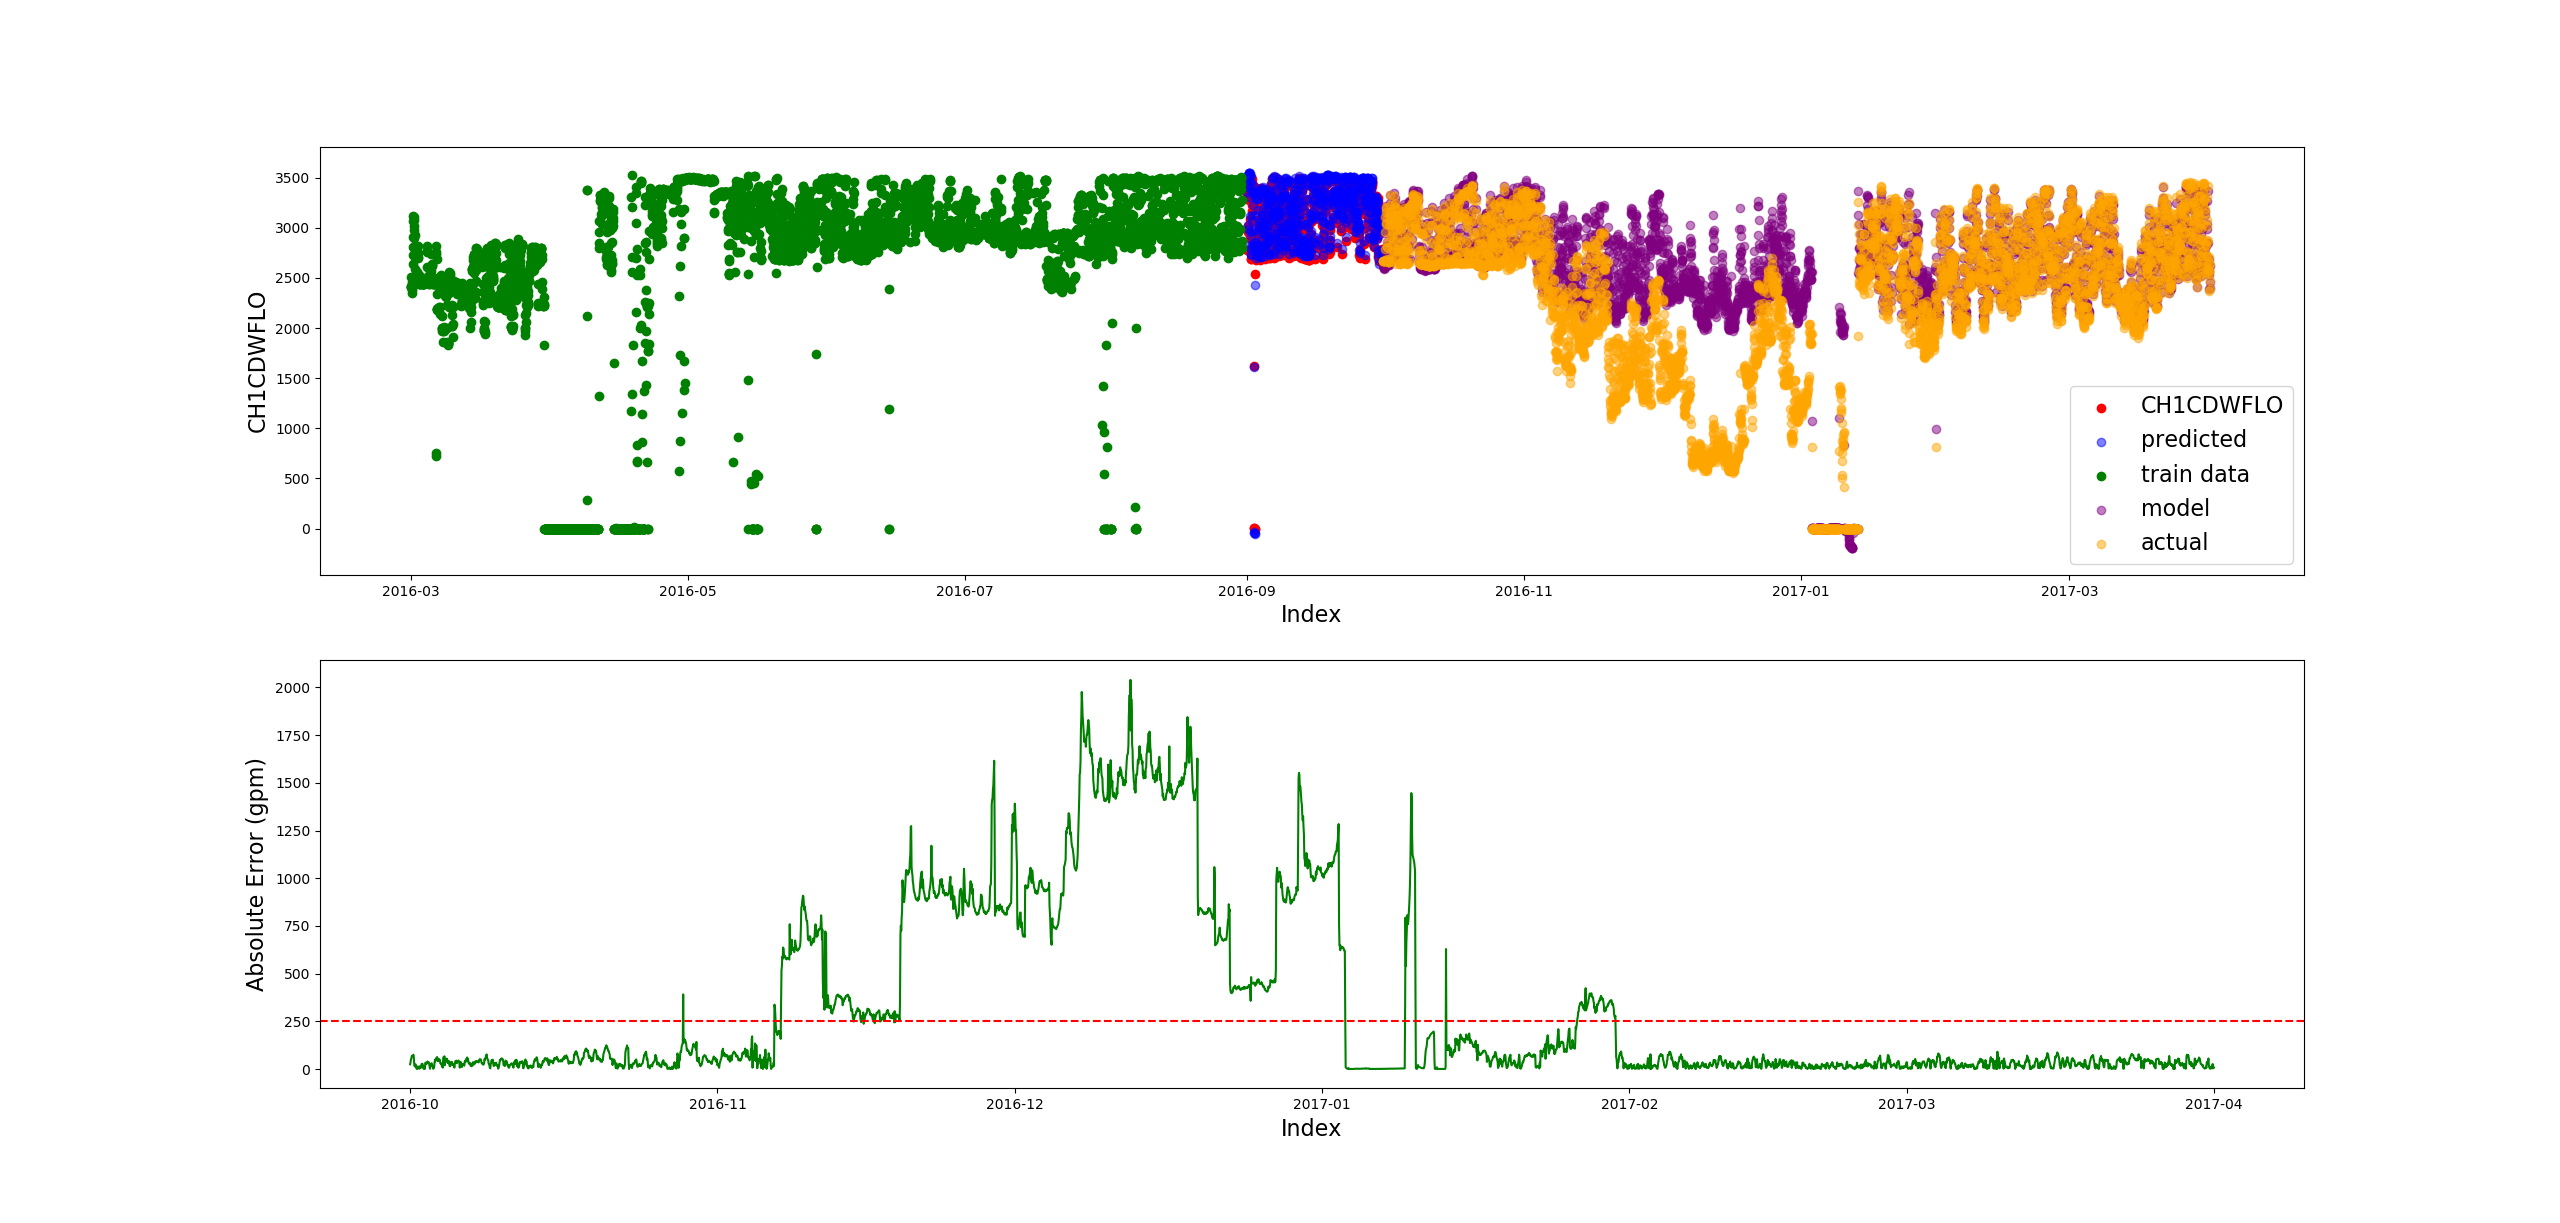 3500
3000
2500
2000
1500
1000
500
0
CH1CDWFLO
CH1CDWFLO
predicted
train data
model
actual
2016-03 2016-05 2016-07 2016-09 2016-11 2017-01 2017-03
Index
2000
1750
1500
1250
1000
750
500
250
0
Absolute Error (gpm)
2016-10 2016-11 2016-12 2017-01 2017-02 2017-03 2017-04
Index